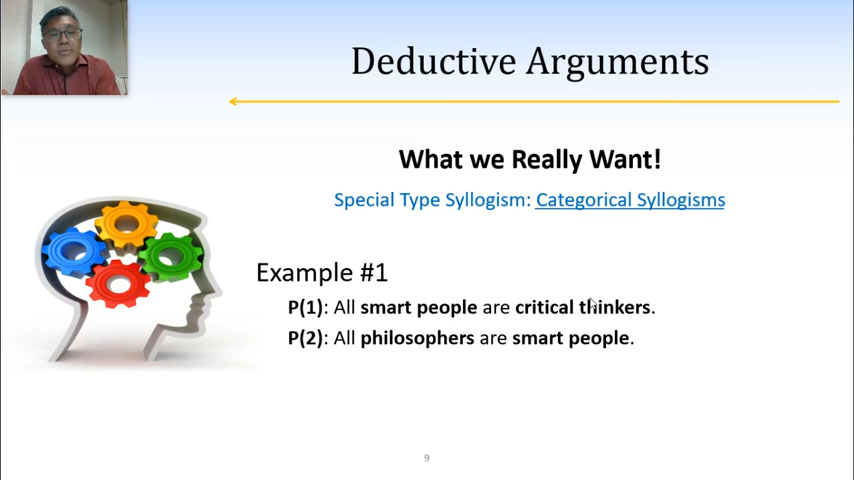 Deductive Arguments
What we Really Want!
Special Type Syllogism: Categorical Syllogisms
Example #1
P(1): All smart people are critical thinkers.
P(2): All philosophers are smart people.
9